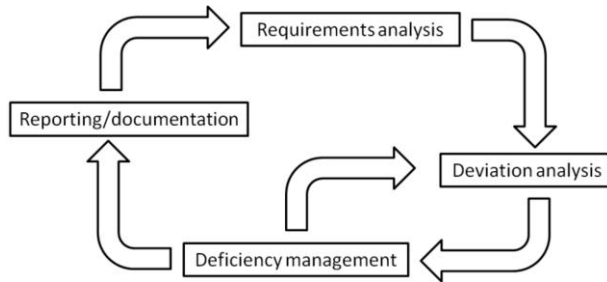 Requirements analysis
Reporting/documentation
Deviation analysis
Deficiency management